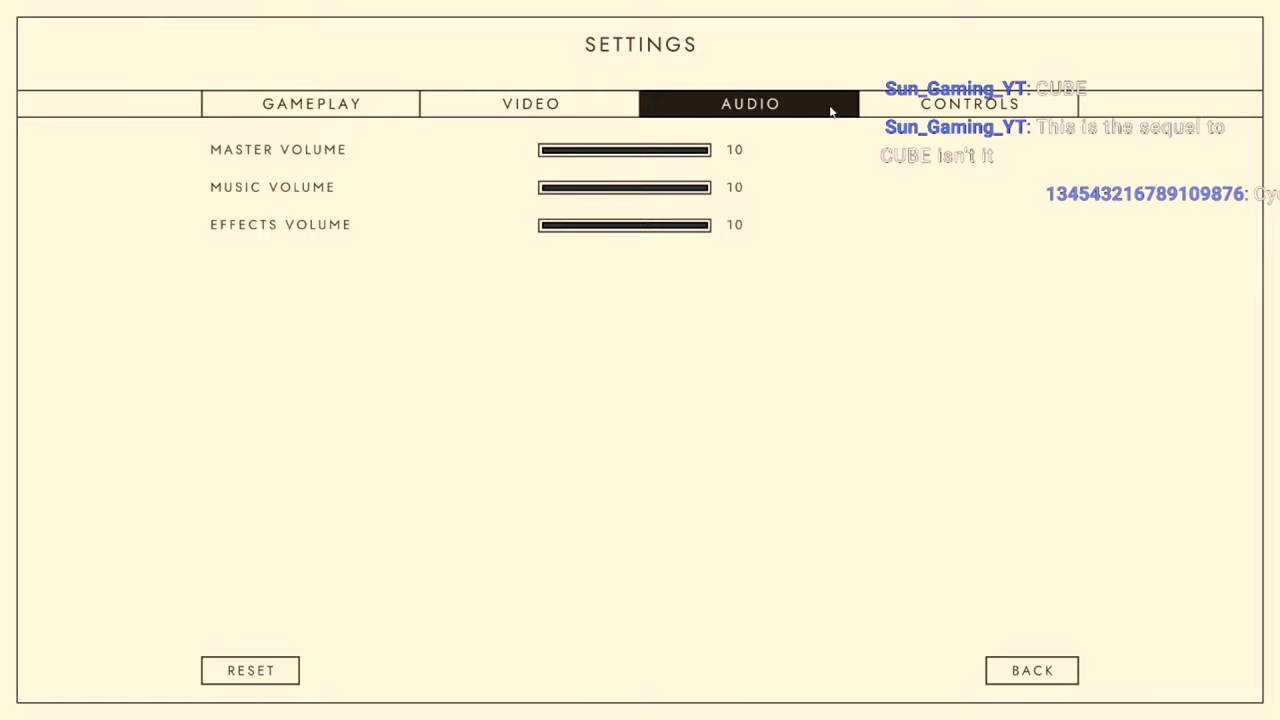 SETTINGS
GAMEPLAY
VIDEO
AUDIO
CONTROLS
Sun_Gaming_YT: CUBE
Sun_Gaming_YT: This is the sequel to
CUBE isn't it
134543216789109876:
MASTER VOLUME 10
MUSIC VOLUME 10
EFFECTS VOLUME 10
RESET
BACK